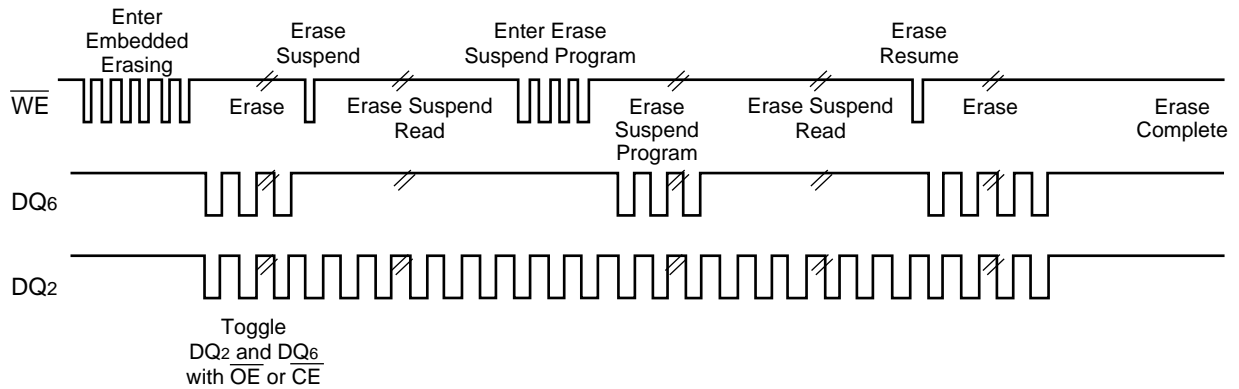 Enter
Embedded
Erasing
Erase
Suspend
Enter Erase
Suspend Program
Erase
Resume
WE
Erase
Erase Suspend
Read
Erase
Suspend
Program
Erase Suspend
Read
Erase
Erase
Complete
DQ6
DQ2
Toggle
DQ2 and DQ6
with OE or CE